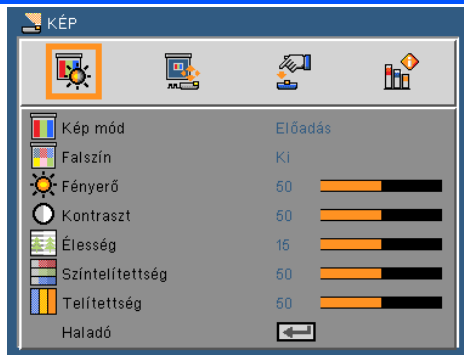 KÉP
Kép mód Előadás
Falszín Ki
Fényerő 50
Kontraszt 50
Élesség 15
Színtelítettség 50
Telítettség 50
Haladó